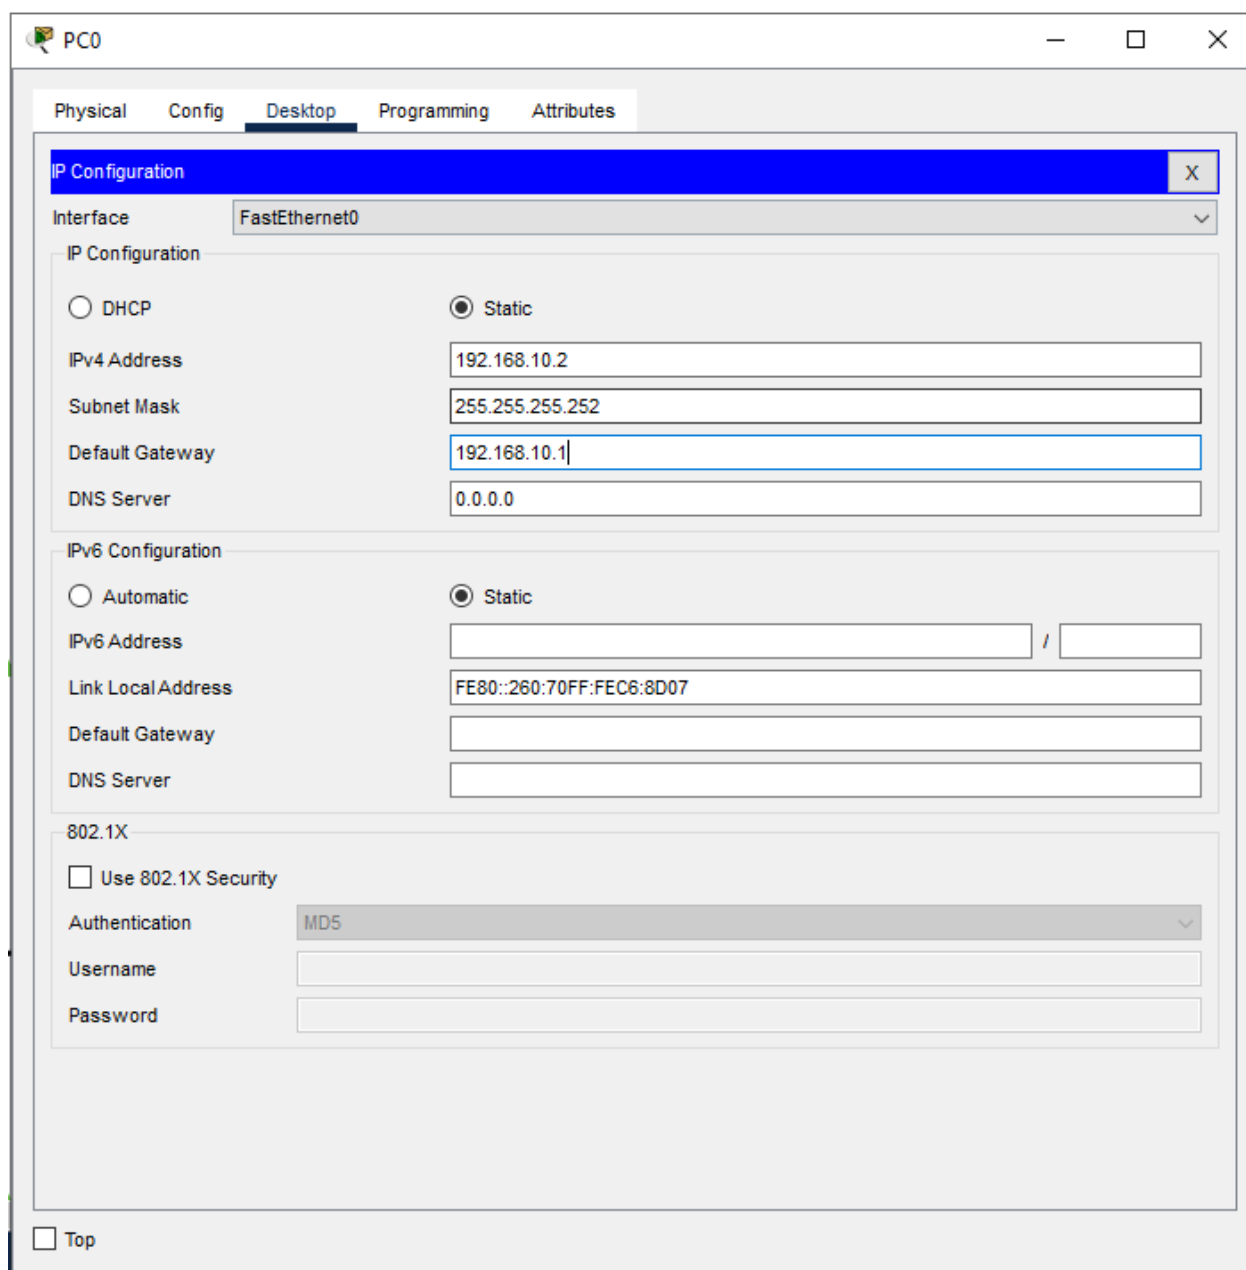 PC0
Physical Config Desktop Programming Attributes
IP Configuration X
Interface FastEthernet0
IP Configuration
DHCP Static
IPv4 Address 192.168.10.2
Subnet Mask 255.255.255.252
Default Gateway 192.168.10.1
DNS Server 0.0.0.0
IPv6 Configuration
Automatic Static
IPv6 Address /
Link Local Address FE80::260:70FF:FEC6:8D07
Default Gateway
DNS Server
802.1X
Use 802.1X Security
Authentication MD5
Username
Password
Top